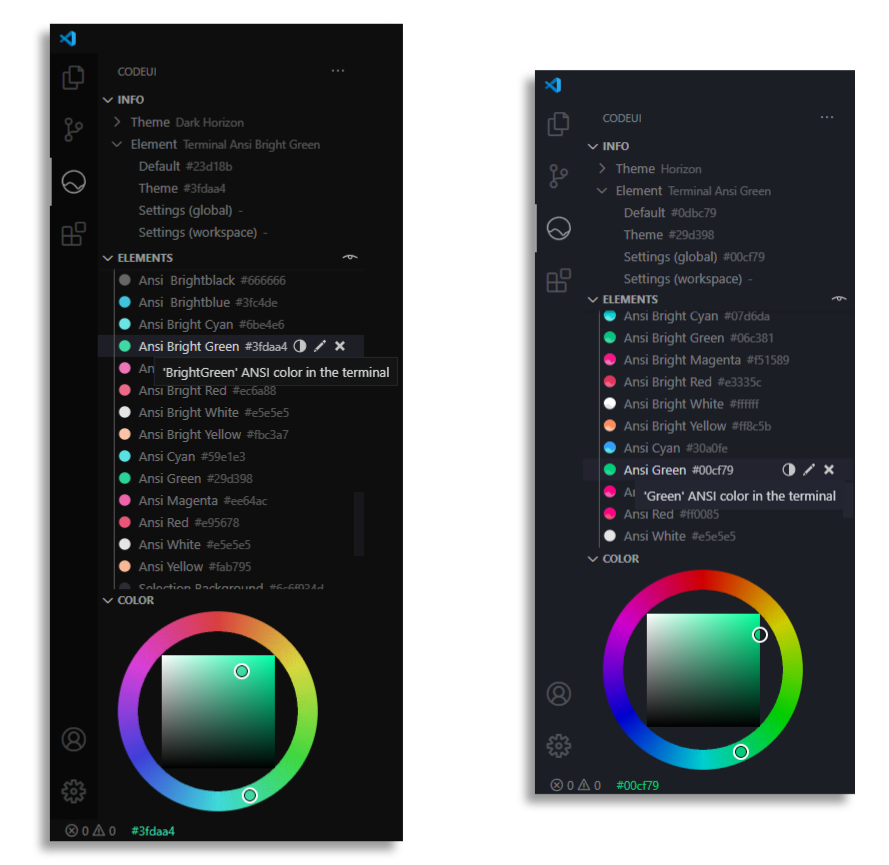 CODEUI ...
INFO
Theme Dark Horizon
Element Terminal Ansi Bright Green
Default #23d18b
Theme #3fdaa4
Settings (global) -
Settings (workspace) -
ELEMENTS
Ansi Brightblack #666666
Ansi Brightblue #3fc4de
Ansi Bright Cyan #6be4e6
Ansi Bright Green #3fdaa4
An
'BrightGreen' ANSI color in the terminal
Ansi Bright Red #ec6a88
Ansi Bright White #e5e5e5
Ansi Bright Yellow #fbc3a7
Ansi Cyan #59e1e3
Ansi Green #29d398
Ansi Magenta #ee64ac
Ansi Red #e95678
Ansi White #e5e5e5
Ansi Yellow #fab795
Selection Background
COLOR
0 0 #3fdaa4
CODEUI ...
INFO
Theme Horizon
Element Terminal Ansi Green
Default #0dbc79
Theme #29d398
Settings (global) #00cf79
Settings (workspace) -
ELEMENTS
Ansi Bright Cyan #07d6da
Ansi Bright Green #06c381
Ansi Bright Magenta #f51589
Ansi Bright Red #e3335c
Ansi Bright White #ffffff
Ansi Bright Yellow #ff8c5b
Ansi Cyan #30a0fe
Ansi Green #00cf79
'Green' ANSI color in the terminal
Ansi Red #ff0085
Ansi White #e5e5e5
COLOR
0 0 #00cf79